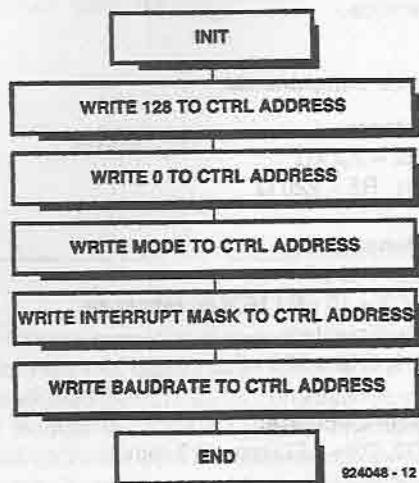 INIT
WRITE 128 TO CTRL ADDRESS
WRITE 0 TO CTRL ADDRESS
WRITE MODE TO CTRL ADDRESS
WRITE INTERRUPT MASK TO CTRL ADDRESS
WRITE BAUDRATE TO CTRL ADDRESS
END
924048 - 12